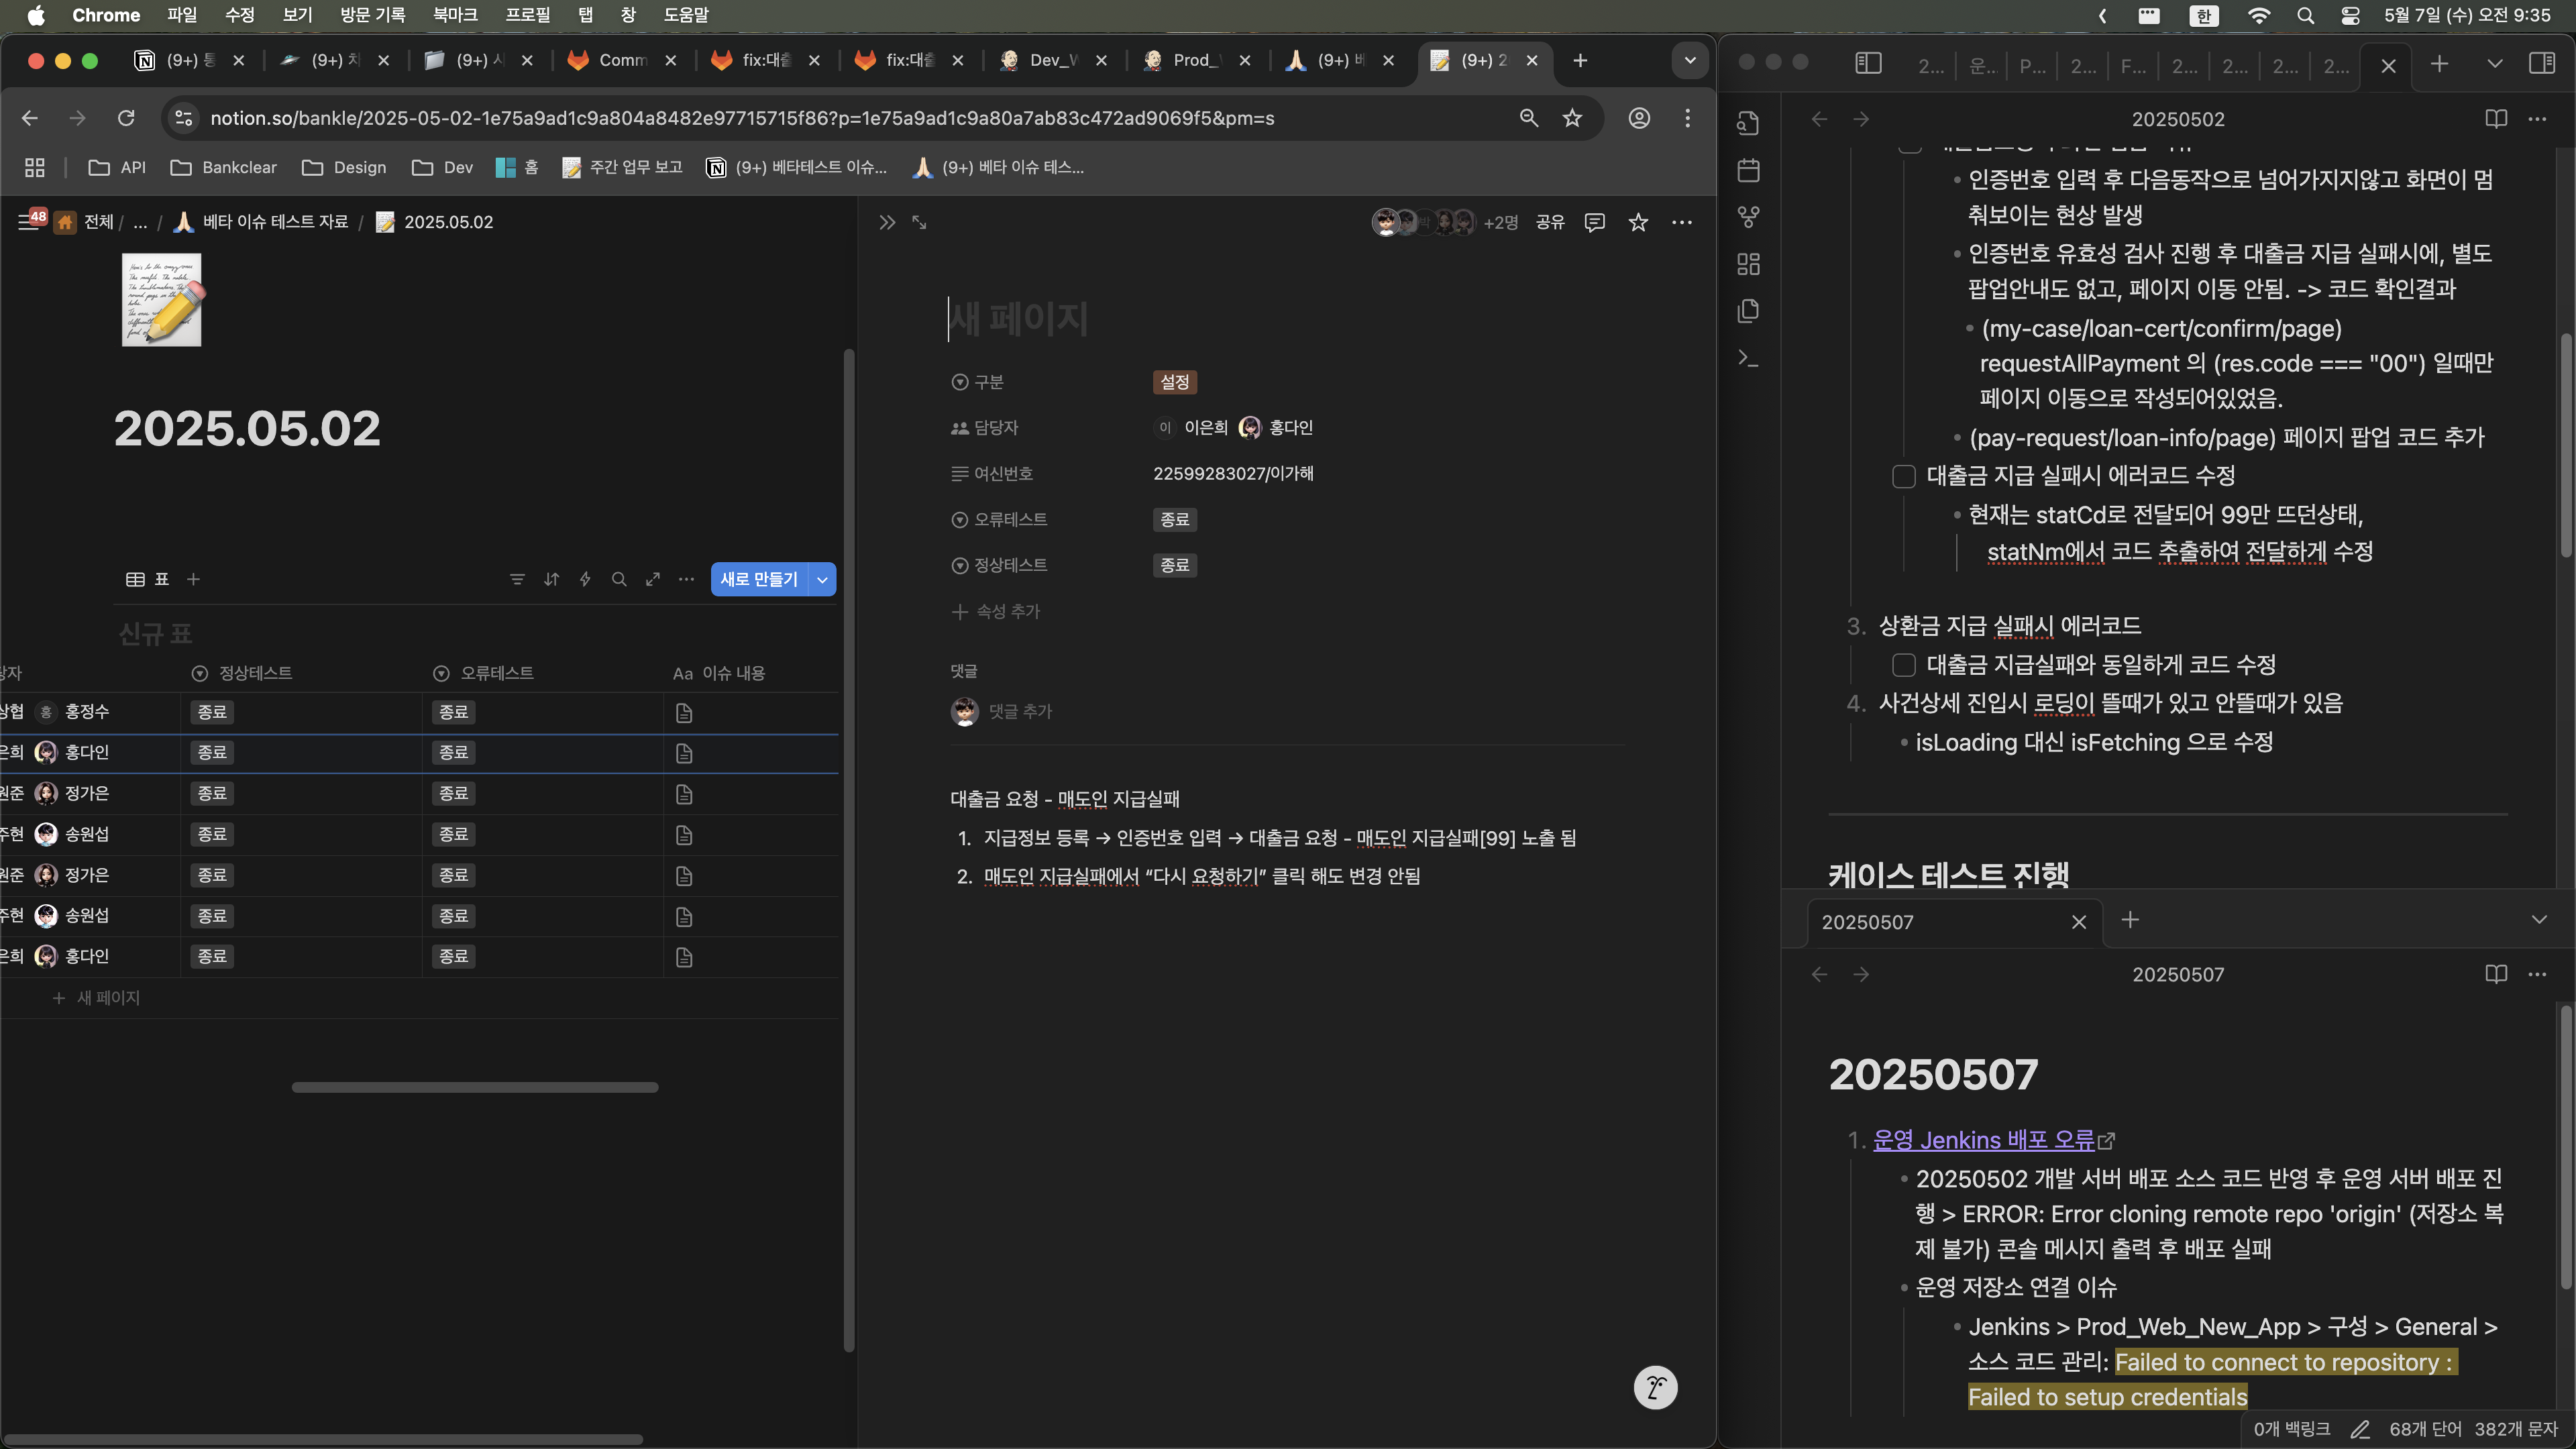 Chrome 파일 수정 보기 방문 기록 북마크 프로필 탭 창 도움말
한 5월 7일 (수) 오전 9:35
(9+) (9+) (9+) Comm fix:대출 fix:대출 Dev_W Prod_ (9+) (9+) 2
notion.so/bankle/2025-05-02-1e75a9ad1c9a804a8482e97715715f86?p=1e75a9ad1c9a80a7ab83c472ad9069f5&pm=s
API Bankclear Design Dev 홈 주간 업무 보고 (9+) 베타테스트 이슈... (9+) 베타 이슈 테스...
48 전체 / ... / 베타 이슈 테스트 자료 / 2025.05.02
2025.05.02
표
새로 만들기
신규 표
당자 정상테스트 오류테스트 Aa 이슈 내용
상협 홍 홍정수 종료 종료
은희 홍다인 종료 종료
원준 정가은 종료 종료
주현 송원섭 종료 종료
원준 정가은 종료 종료
주현 송원섭 종료 종료
은희 홍다인 종료 종료
새 페이지
+2명 공유
새 페이지
구분 설정
담당자 이 이은희 홍다인
여신번호 22599283027/이가해
오류테스트 종료
정상테스트 종료
속성 추가
댓글
댓글 추가
대출금 요청 - 매도인 지급실패
1. 지급정보 등록 → 인증번호 입력 → 대출금 요청 - 매도인 지급실패[99] 노출 됨
2. 매도인 지급실패에서 “다시 요청하기” 클릭 해도 변경 안됨
2... 운... P... 2... F... 2... 2... 2... 2...
20250502
• 인증번호 입력 후 다음동작으로 넘어가지지않고 화면이 멈
춰보이는 현상 발생
• 인증번호 유효성 검사 진행 후 대출금 지급 실패시에, 별도
팝업안내도 없고, 페이지 이동 안됨. -> 코드 확인결과
• (my-case/loan-cert/confirm/page)
requestAllPayment 의 (res.code === "00") 일때만
페이지 이동으로 작성되어있었음.
• (pay-request/loan-info/page) 페이지 팝업 코드 추가
대출금 지급 실패시 에러코드 수정
• 현재는 statCd로 전달되어 99만 뜨던상태,
statNm에서 코드 추출하여 전달하게 수정
3. 상환금 지급 실패시 에러코드
대출금 지급실패와 동일하게 코드 수정
4. 사건상세 진입시 로딩이 뜰때가 있고 안뜰때가 있음
• isLoading 대신 isFetching 으로 수정
케이스 테스트 진행
20250507
20250507
20250507
1. 운영 Jenkins 배포 오류
• 20250502 개발 서버 배포 소스 코드 반영 후 운영 서버 배포 진
행 > ERROR: Error cloning remote repo 'origin' (저장소 복
제 불가) 콘솔 메시지 출력 후 배포 실패
• 운영 저장소 연결 이슈
• Jenkins > Prod_Web_New_App > 구성 > General >
소스 코드 관리: Failed to connect to repository :
Failed to setup credentials
0개 백링크 68개 단어 382개 문자